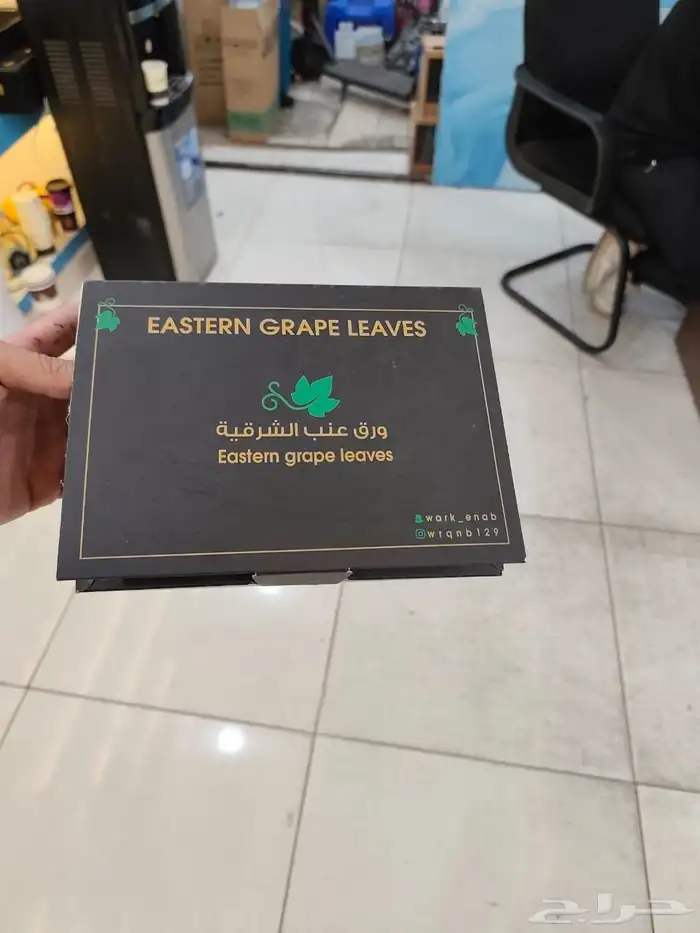 EASTERN GRAPE LEAVES
ورق عنب الشرقية
Eastern grape leaves
wark_enab
wrqnb129
حراج